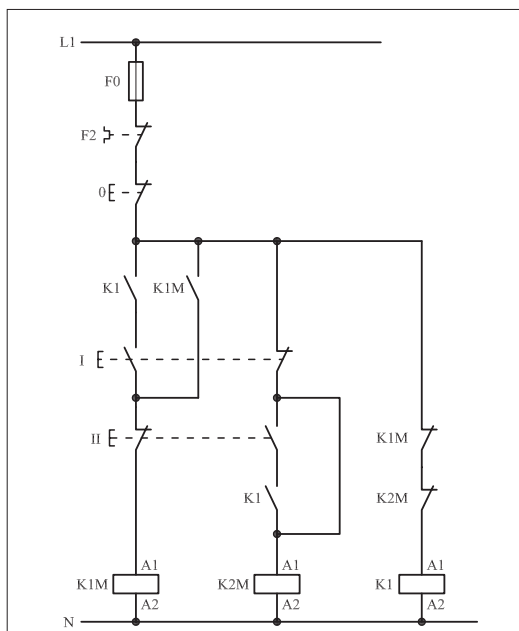 L1
F0
F2
0
K1 K1M
I
II K1M
K1 K2M
A1 A1 A1
K1M K2M K1
A2 A2 A2
N